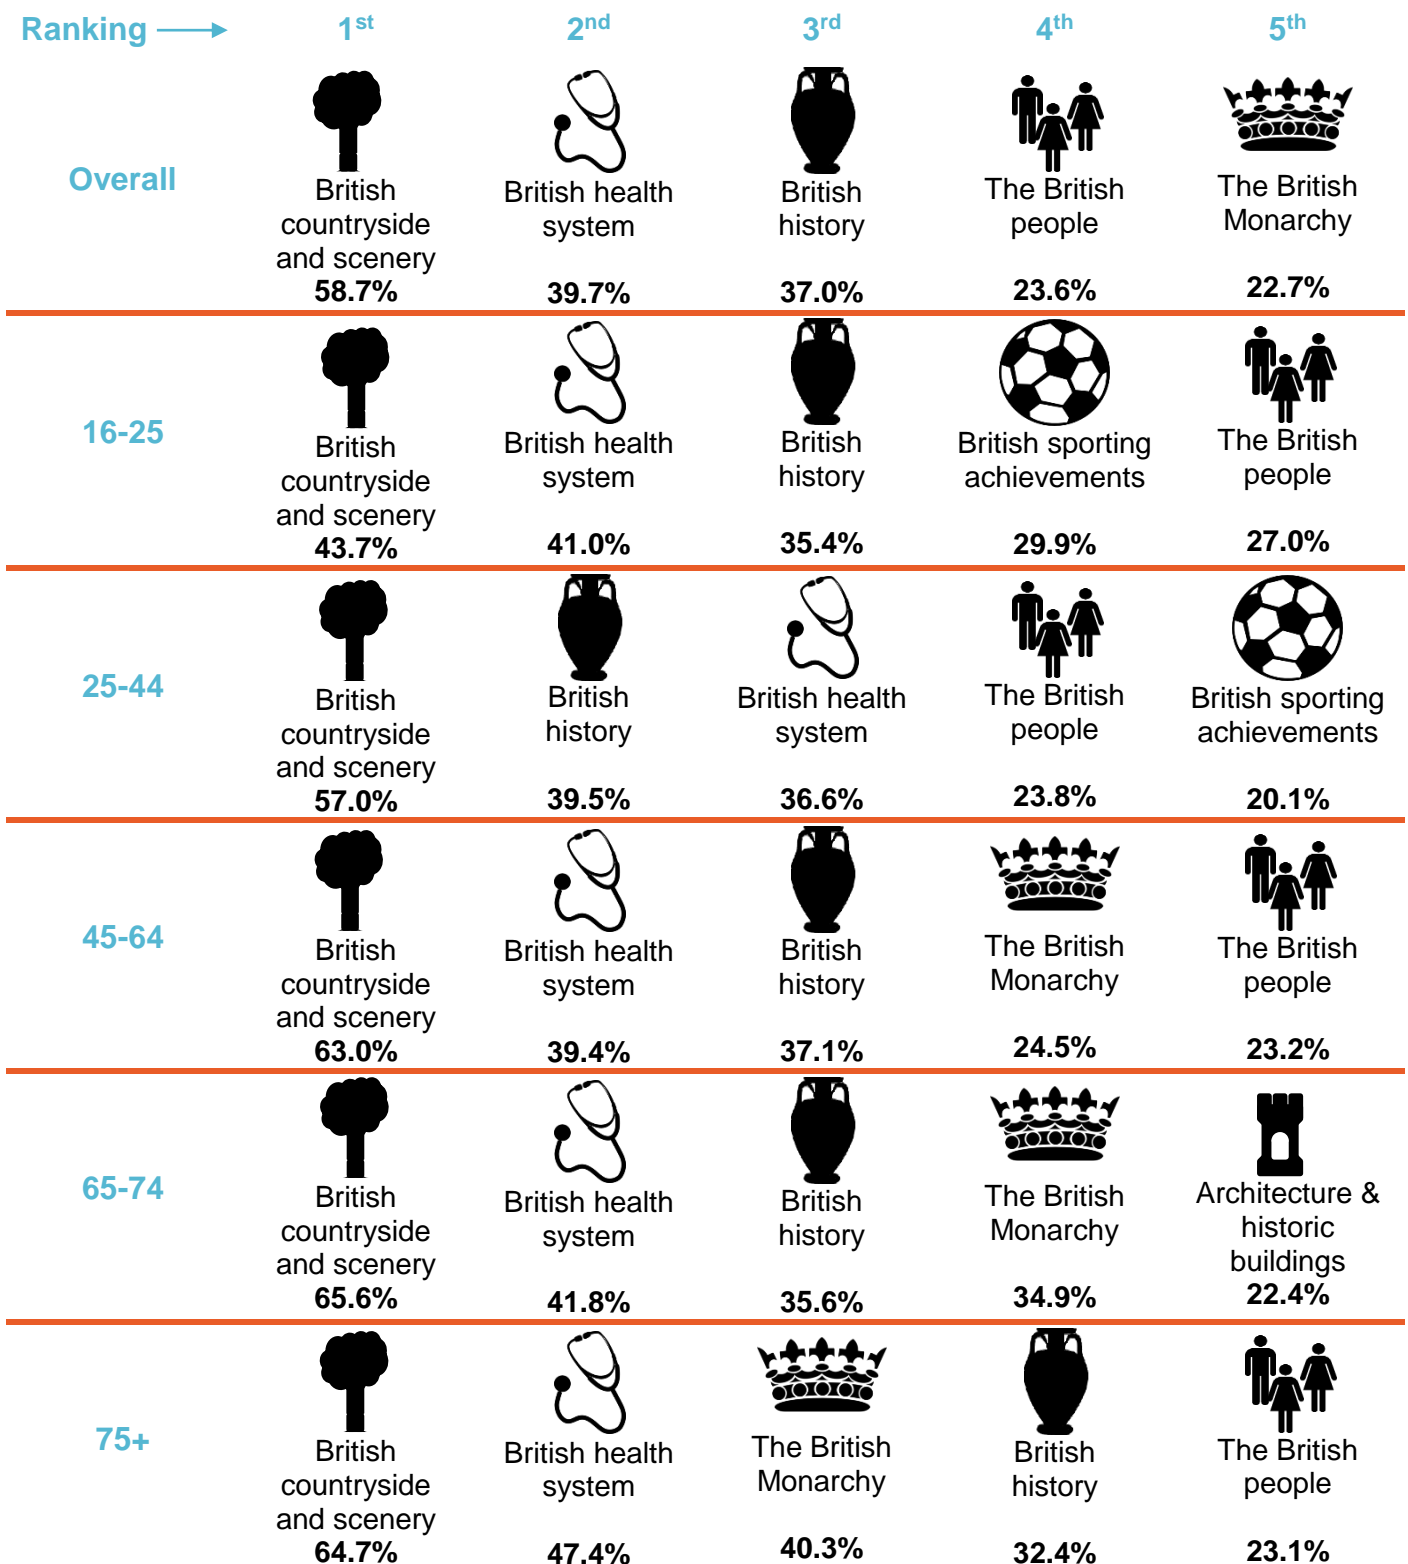 Ranking → 1st 2nd 3rd 4th 5th
Overall
British
countryside
and scenery
58.7%
British health
system
39.7%
British
history
37.0%
The British
people
23.6%
The British
Monarchy
22.7%
16-25
British
countryside
and scenery
43.7%
British health
system
41.0%
British
history
35.4%
British sporting
achievements
29.9%
The British
people
27.0%
25-44
British
countryside
and scenery
57.0%
British
history
39.5%
British health
system
36.6%
The British
people
23.8%
British sporting
achievements
20.1%
45-64
British
countryside
and scenery
63.0%
British health
system
39.4%
British
history
37.1%
The British
Monarchy
24.5%
The British
people
23.2%
65-74
British
countryside
and scenery
65.6%
British health
system
41.8%
British
history
35.6%
The British
Monarchy
34.9%
Architecture &
historic
buildings
22.4%
75+
British
countryside
and scenery
64.7%
British health
system
47.4%
The British
Monarchy
40.3%
British
history
32.4%
The British
people
23.1%